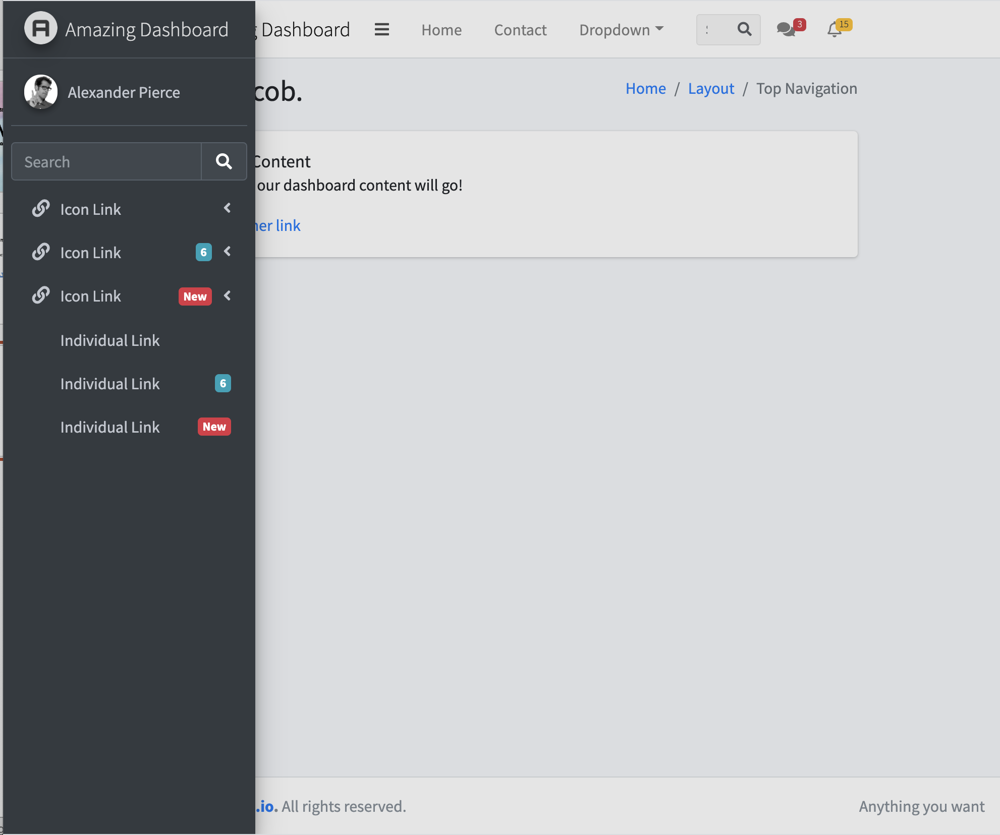 Amazing Dashboard
Dashboard
Home
Contact
Dropdown
3
15
Alexander Pierce
cob.
Home / Layout / Top Navigation
Search
Content
our dashboard content will go!
her link
Icon Link
Icon Link 6
Icon Link New
Individual Link
Individual Link 6
Individual Link New
.io. All rights reserved.
Anything you want